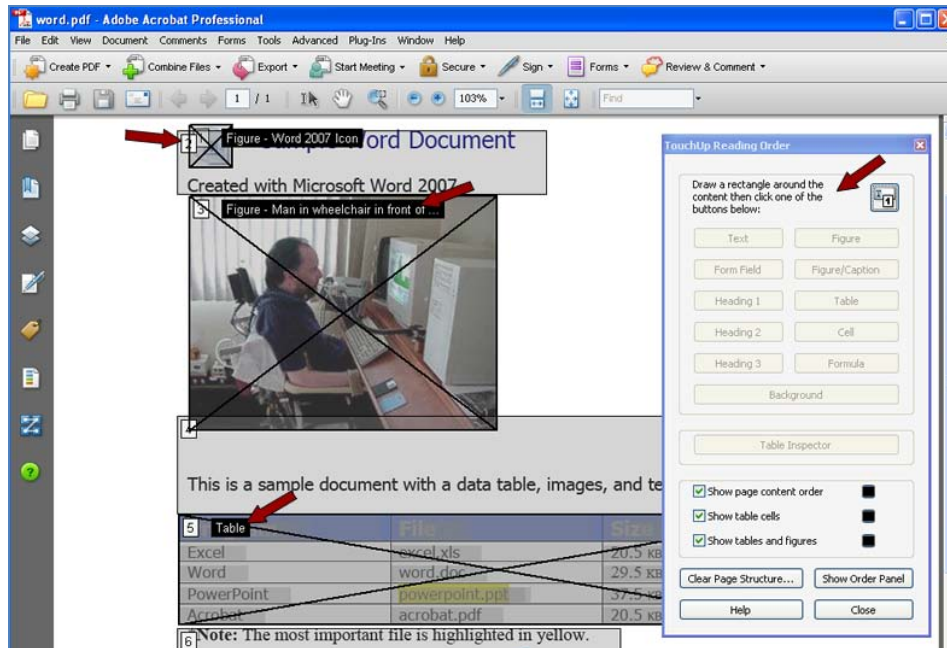 word.pdf - Adobe Acrobat Professional
File Edit View Document Comments Forms Tools Advanced Plug-Ins Window Help
Create PDF Combine Files Export Start Meeting Secure Sign Forms Review & Comment
1 / 1 103% Find
2 Figure - Word 2007 Icon Word Document
Created with Microsoft Word 2007
3 Figure - Man in wheelchair in front of ...
4
This is a sample document with a data table, images, and te
5 Table File Size
Excel excel.xls 20.5 KB
Word word.doc 29.5 KB
PowerPoint powerpoint.ppt 37.5 KB
Acrobat acrobat.pdf 20.5 KB
6 *Note: The most important file is highlighted in yellow.
TouchUp Reading Order
Draw a rectangle around the
content then click one of the
buttons below:
Text Figure
Form Field Figure/Caption
Heading 1 Table
Heading 2 Cell
Heading 3 Formula
Background
Table Inspector
Show page content order
Show table cells
Show tables and figures
Clear Page Structure... Show Order Panel
Help Close